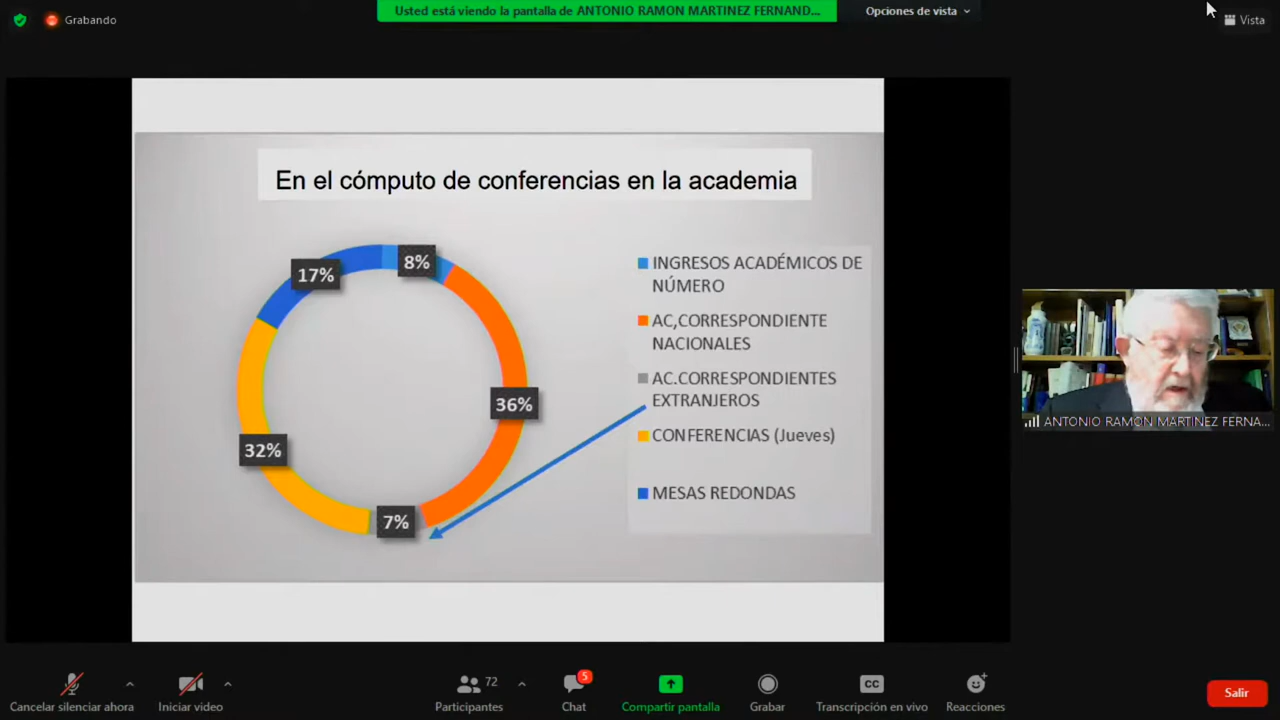 Grabando
Usted está viendo la pantalla de ANTONIO RAMON MARTINEZ FERNAND...
Opciones de vista
Vista
En el cómputo de conferencias en la academia
8%
17%
36%
32%
7%
INGRESOS ACADÉMICOS DE
NÚMERO
AC,CORRESPONDIENTE
NACIONALES
AC.CORRESPONDIENTES
EXTRANJEROS
CONFERENCIAS (Jueves)
MESAS REDONDAS
ANTONIO RAMON MARTINEZ FERNA...
Cancelar silenciar ahora
Iniciar video
72
Participantes
5
Chat
Compartir pantalla
Grabar
CC
Transcripción en vivo
Reacciones
Salir